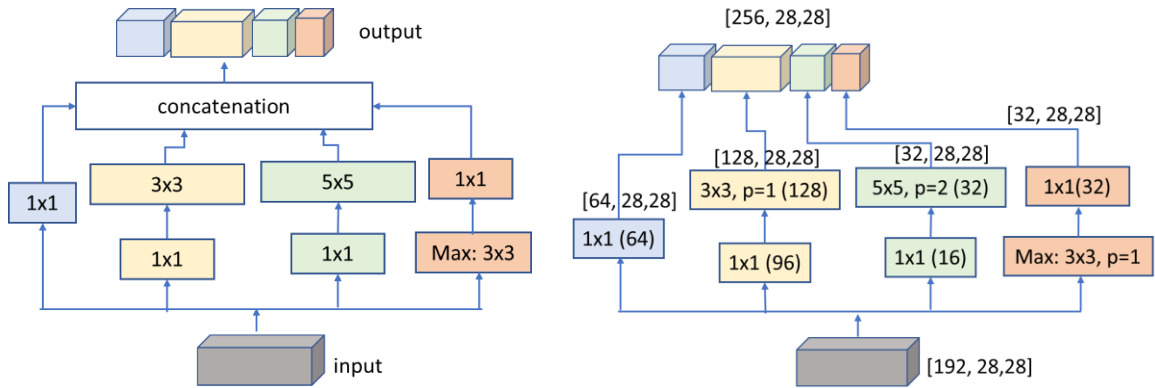 output
concatenation
3x3
5x5
1x1
1x1
1x1
1x1
Max: 3x3
input
[256, 28,28]
[32, 28,28]
[128, 28,28]
[32, 28,28]
3x3, p=1 (128)
5x5, p=2 (32)
1x1(32)
[64, 28,28]
1x1 (64)
1x1 (96)
1x1 (16)
Max: 3x3, p=1
[192, 28,28]